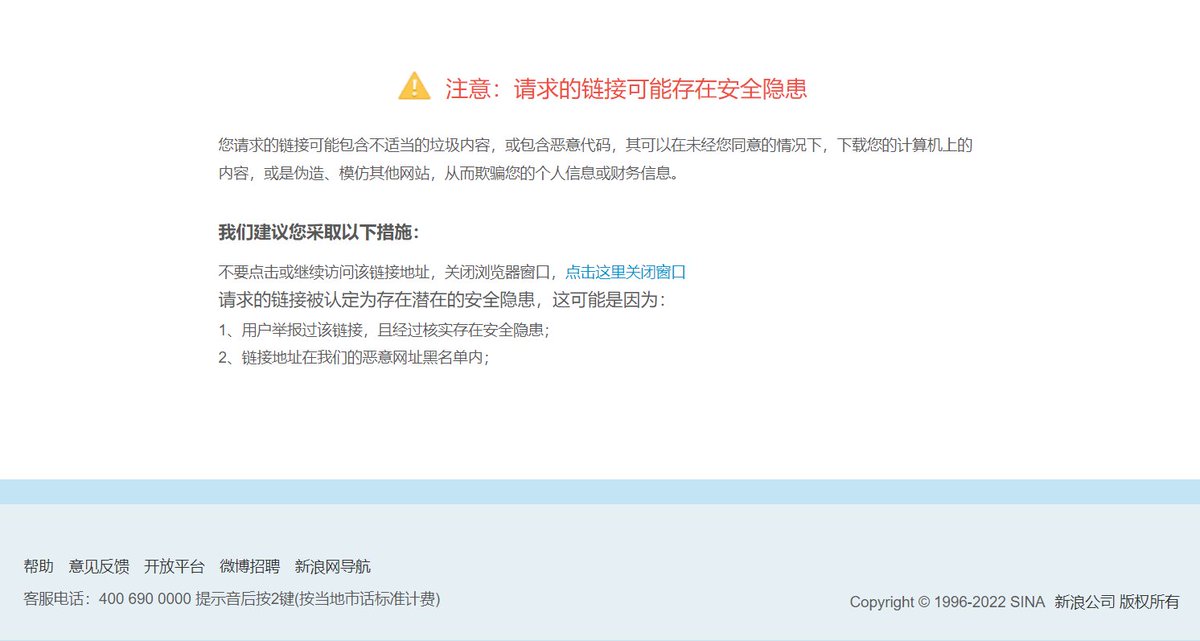 注意：请求的链接可能存在安全隐患
您请求的链接可能包含不适当的垃圾内容，或包含恶意代码，其可以在未经您同意的情况下，下载您的计算机上的
内容，或是伪造、模仿其他网站，从而欺骗您的个人信息或财务信息。
我们建议您采取以下措施：
不要点击或继续访问该链接地址，关闭浏览器窗口，点击这里关闭窗口
请求的链接被认定为存在潜在的安全隐患，这可能是因为：
1、用户举报过该链接，且经过核实存在安全隐患；
2、链接地址在我们的恶意网址黑名单内；
帮助 意见反馈 开放平台 微博招聘 新浪网导航
客服电话：400 690 0000 提示音后按2键(按当地市话标准计费)
Copyright © 1996-2022 SINA 新浪公司 版权所有